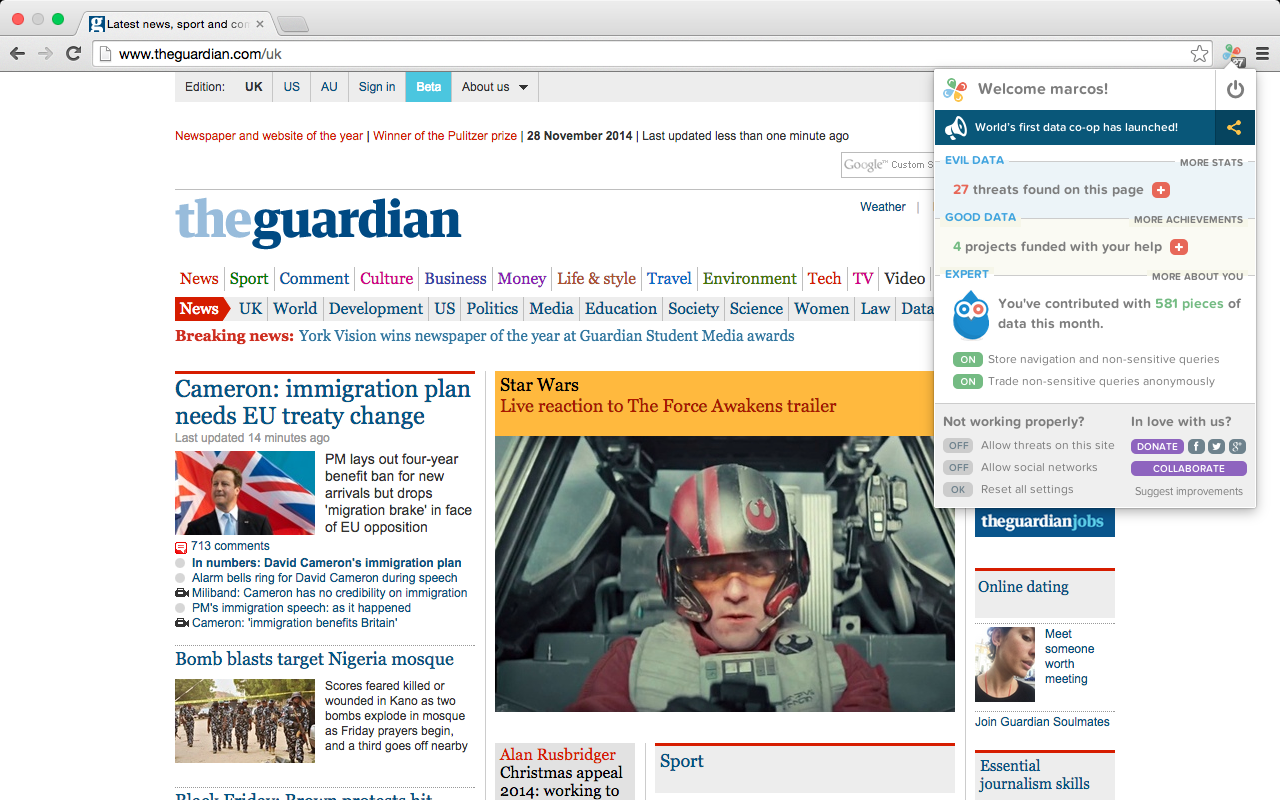 Latest news, sport and con
www.theguardian.com/uk
27
Edition: UK US AU Sign in Beta About us
Newspaper and website of the year | Winner of the Pulitzer prize | 28 November 2014 | Last updated less than one minute ago
Google™ Custom S
theguardian
Weather
News Sport Comment Culture Business Money Life & style Travel Environment Tech TV Video
News UK World Development US Politics Media Education Society Science Women Law Data
Breaking news: York Vision wins newspaper of the year at Guardian Student Media awards
Cameron: immigration plan
needs EU treaty change
Last updated 14 minutes ago
PM lays out four-year
benefit ban for new
arrivals but drops
'migration brake' in face
of EU opposition
713 comments
In numbers: David Cameron's immigration plan
Alarm bells ring for David Cameron during speech
Miliband: Cameron has no credibility on immigration
PM's immigration speech: as it happened
Cameron: 'immigration benefits Britain'
Bomb blasts target Nigeria mosque
Scores feared killed or
wounded in Kano as two
bombs explode in mosque
as Friday prayers begin,
and a third goes off nearby
Star Wars
Live reaction to The Force Awakens trailer
Alan Rusbridger
Christmas appeal
2014: working to
Sport
Welcome marcos!
World's first data co-op has launched!
EVIL DATA
MORE STATS
27 threats found on this page
GOOD DATA
MORE ACHIEVEMENTS
4 projects funded with your help
EXPERT
MORE ABOUT YOU
You've contributed with 581 pieces of
data this month.
ON Store navigation and non-sensitive queries
ON Trade non-sensitive queries anonymously
Not working properly?
OFF Allow threats on this site
OFF Allow social networks
OK Reset all settings
In love with us?
DONATE
COLLABORATE
Suggest improvements
theguardianjobs
Online dating
Meet
someone
worth
meeting
Join Guardian Soulmates
Essential
journalism skills